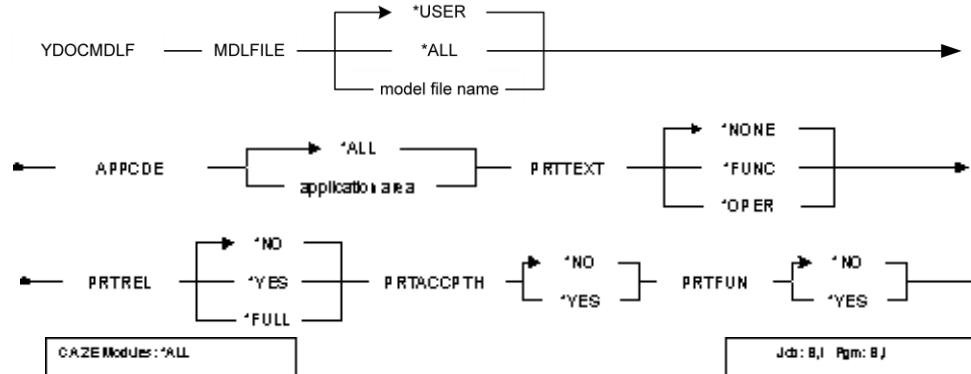 *USER
YDOCMDLF MDLFILE *ALL
model file name
*NONE
APPCDE *ALL PRTTEXT *FUNC
application area
*OPER
*NO
PRTREL *YES PRTACCPTH *NO PRTFUN *NO
*YES *YES
*FULL
CAZE Modules: *ALL Job: B,I Pgm: B,I